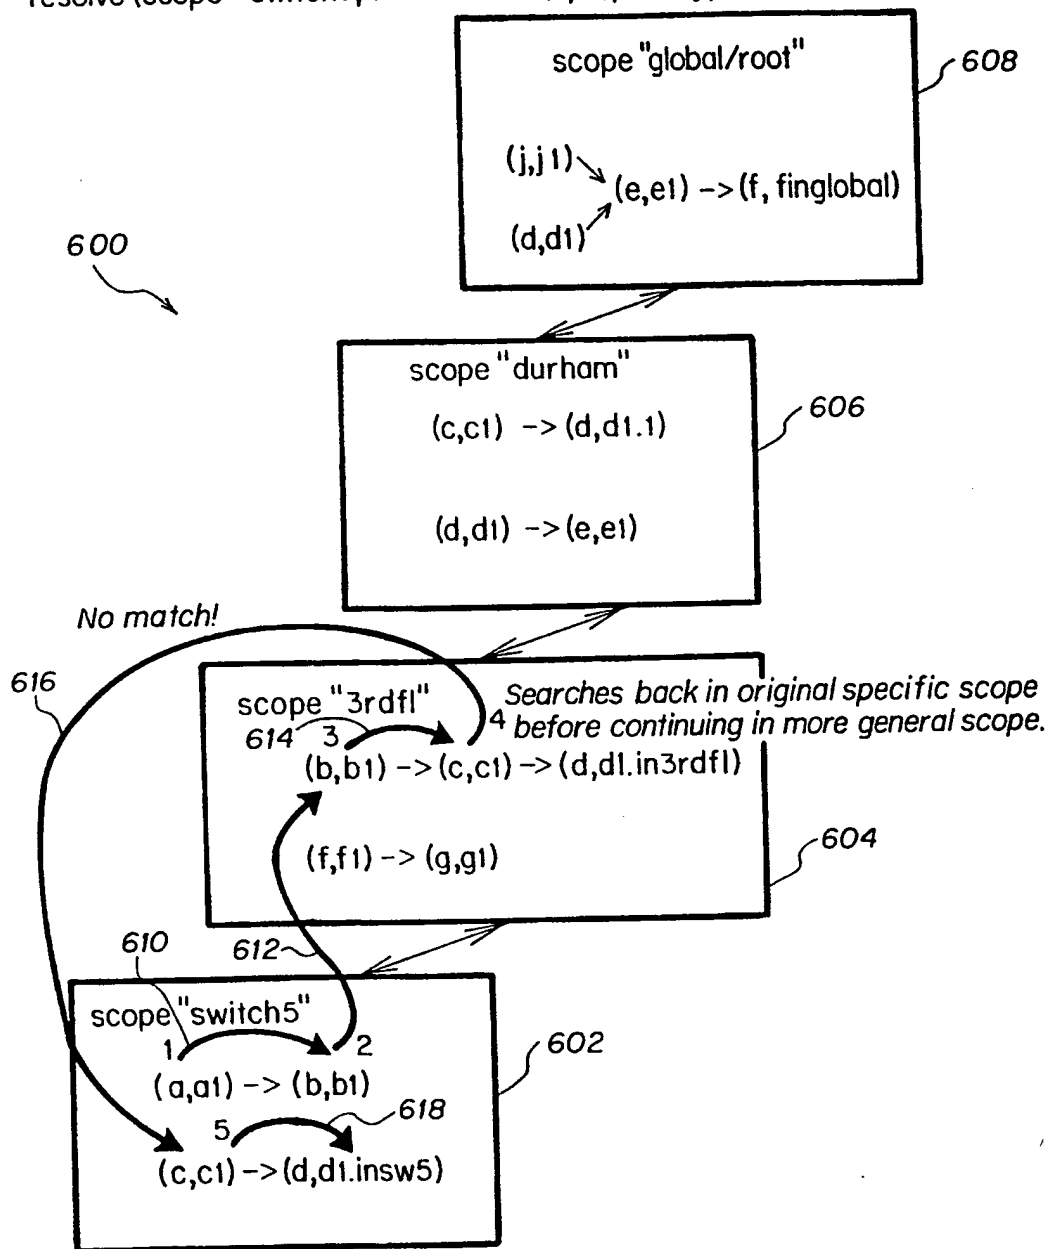 resolve (scope
scope "global/root"
608
(j,j1)
(e,e1) -> (f, finglobal)
(d,d1)
600
scope "durham"
606
(c,c1) -> (d,d1.1)
(d,d1) -> (e,e1)
No match!
616
scope "3rdfl"
4 Searches back in original specific scope
before continuing in more general scope.
614 3
(b,b1) -> (c,c1) -> (d,d1.in3rdfl)
604
(f,f1) -> (g,g1)
610
612
scope "switch5"
1
2
602
(a,a1) -> (b,b1)
5
618
(c,c1) -> (d,d1.insw5)